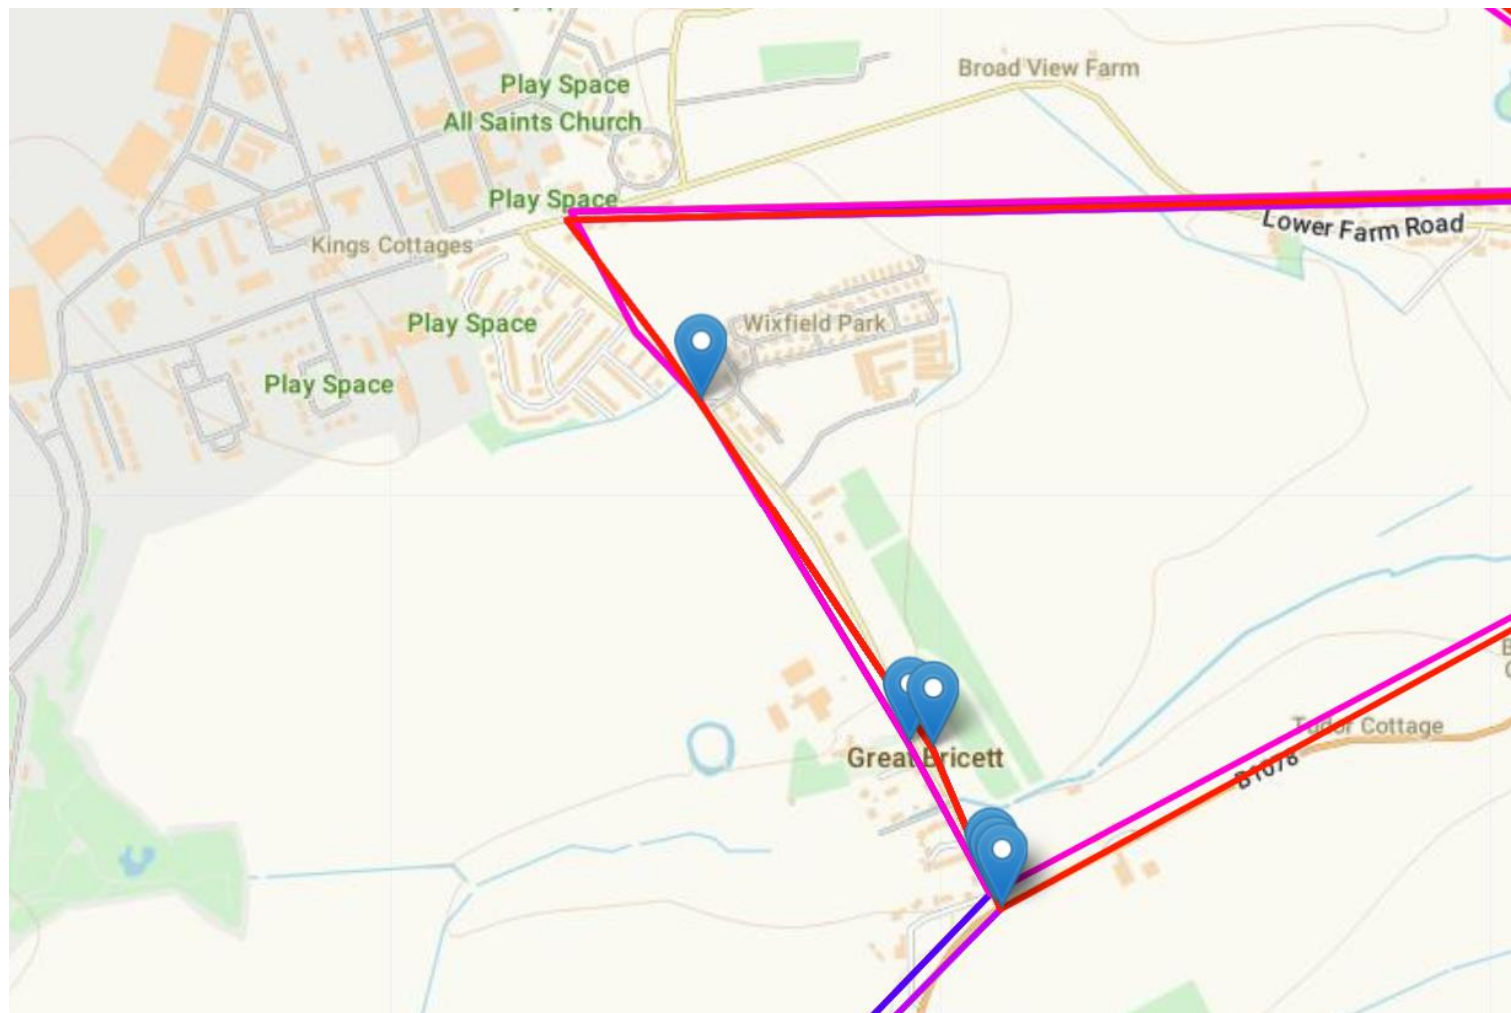 Play Space
Broad View Farm
All Saints Church
Play Space
Lower Farm Road
Kings Cottages
Play Space
Wixfield Park
Play Space
Tudor Cottage
Great Bricett
B1078